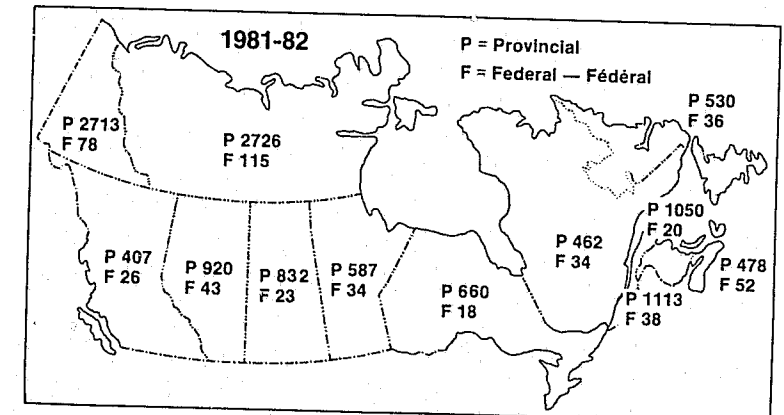 1981-82
P = Provincial
F = Federal — Fédéral
P 530
F 36
P 2713
F 78
P 2726
F 115
P 1050
F 20
P 407
F 26
P 920
F 43
P 832
F 23
P 587
F 34
P 462
F 34
P 478
F 52
P 660
F 18
P 1113
F 38